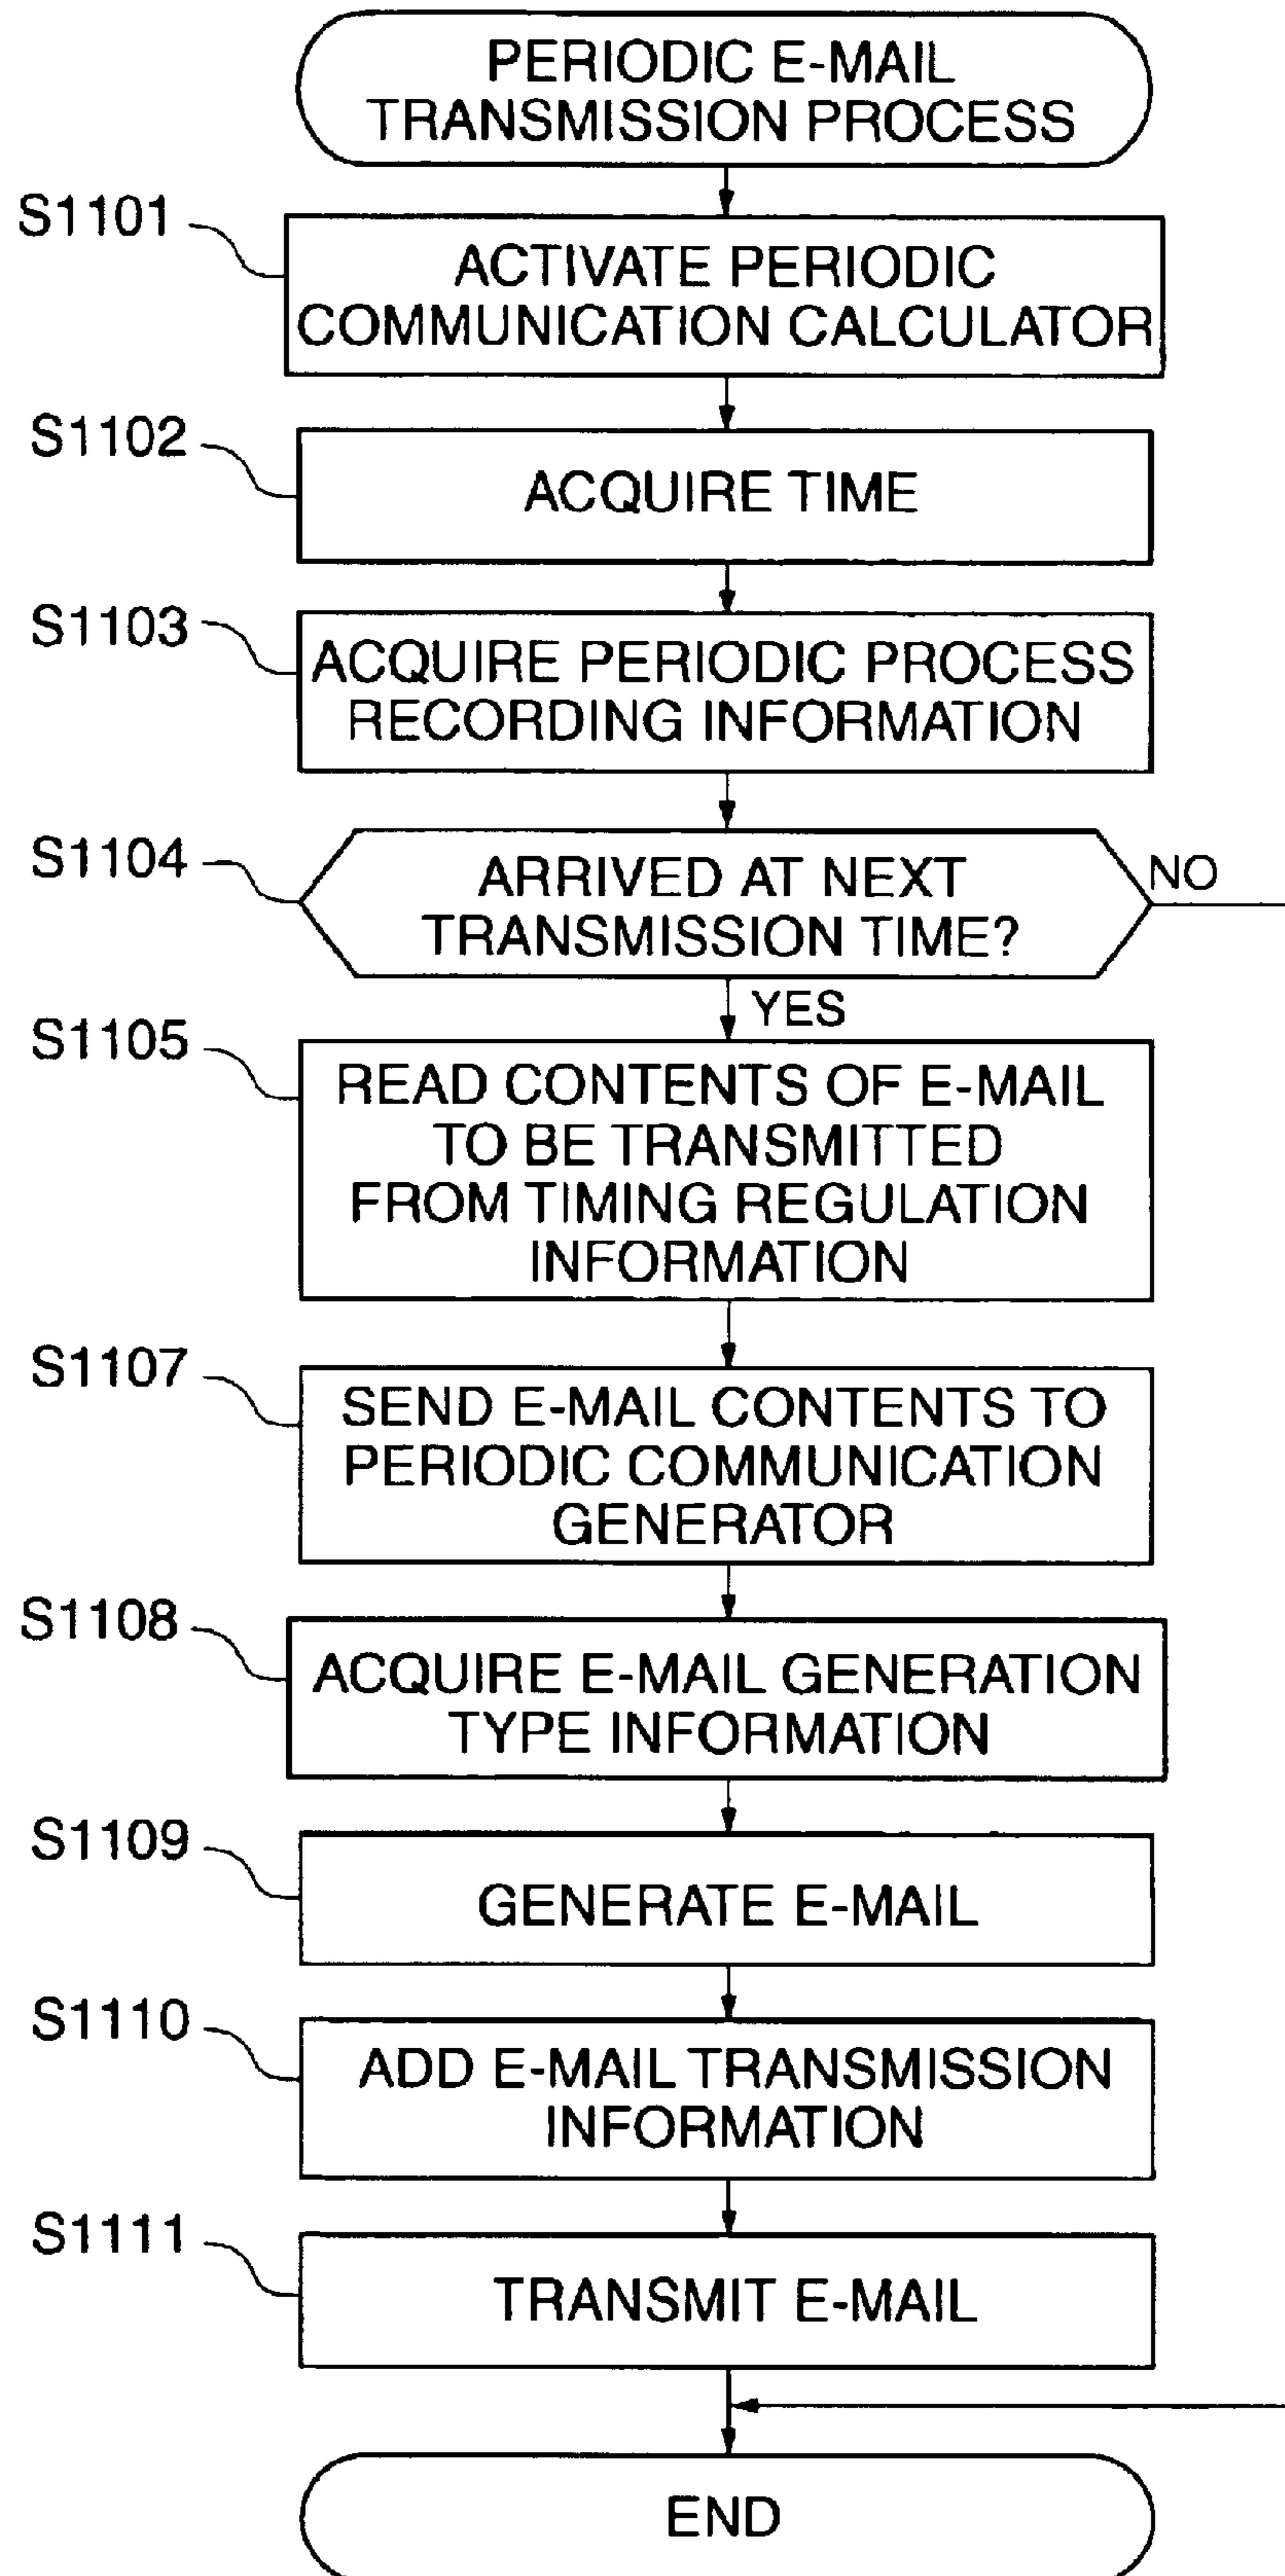 PERIODIC E-MAIL
TRANSMISSION PROCESS
S1101
ACTIVATE PERIODIC
COMMUNICATION CALCULATOR
S1102
ACQUIRE TIME
S1103
ACQUIRE PERIODIC PROCESS
RECORDING INFORMATION
S1104
ARRIVED AT NEXT
TRANSMISSION TIME?
NO
YES
S1105
READ CONTENTS OF E-MAIL
TO BE TRANSMITTED
FROM TIMING REGULATION
INFORMATION
S1107
SEND E-MAIL CONTENTS TO
PERIODIC COMMUNICATION
GENERATOR
S1108
ACQUIRE E-MAIL GENERATION
TYPE INFORMATION
S1109
GENERATE E-MAIL
S1110
ADD E-MAIL TRANSMISSION
INFORMATION
S1111
TRANSMIT E-MAIL
END